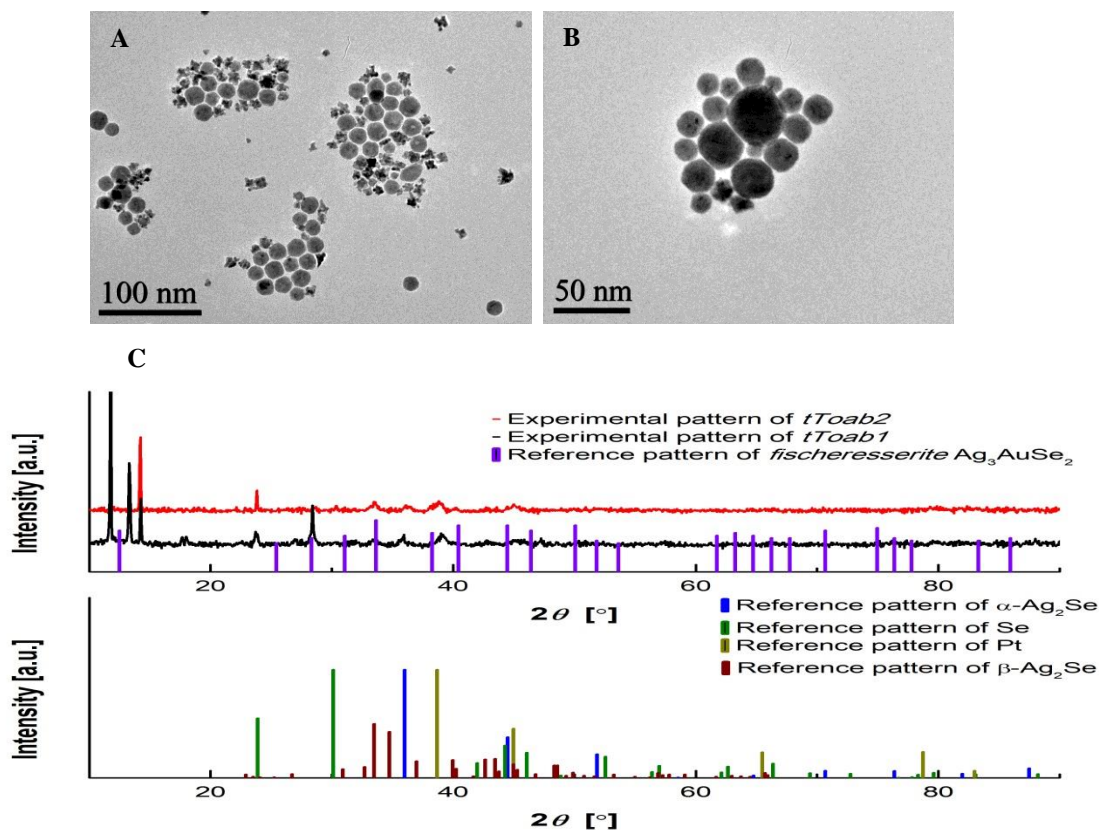 A
B
100 nm
50 nm
C
Intensity [a.u.]
Experimental pattern of tToab2
Experimental pattern of tToab1
Reference pattern of fischeresserite Ag₃AuSe₂
20 40 60 80
2θ [°]
Intensity [a.u.]
Reference pattern of α-Ag₂Se
Reference pattern of Se
Reference pattern of Pt
Reference pattern of β-Ag₂Se
20 40 60 80
2θ [°]